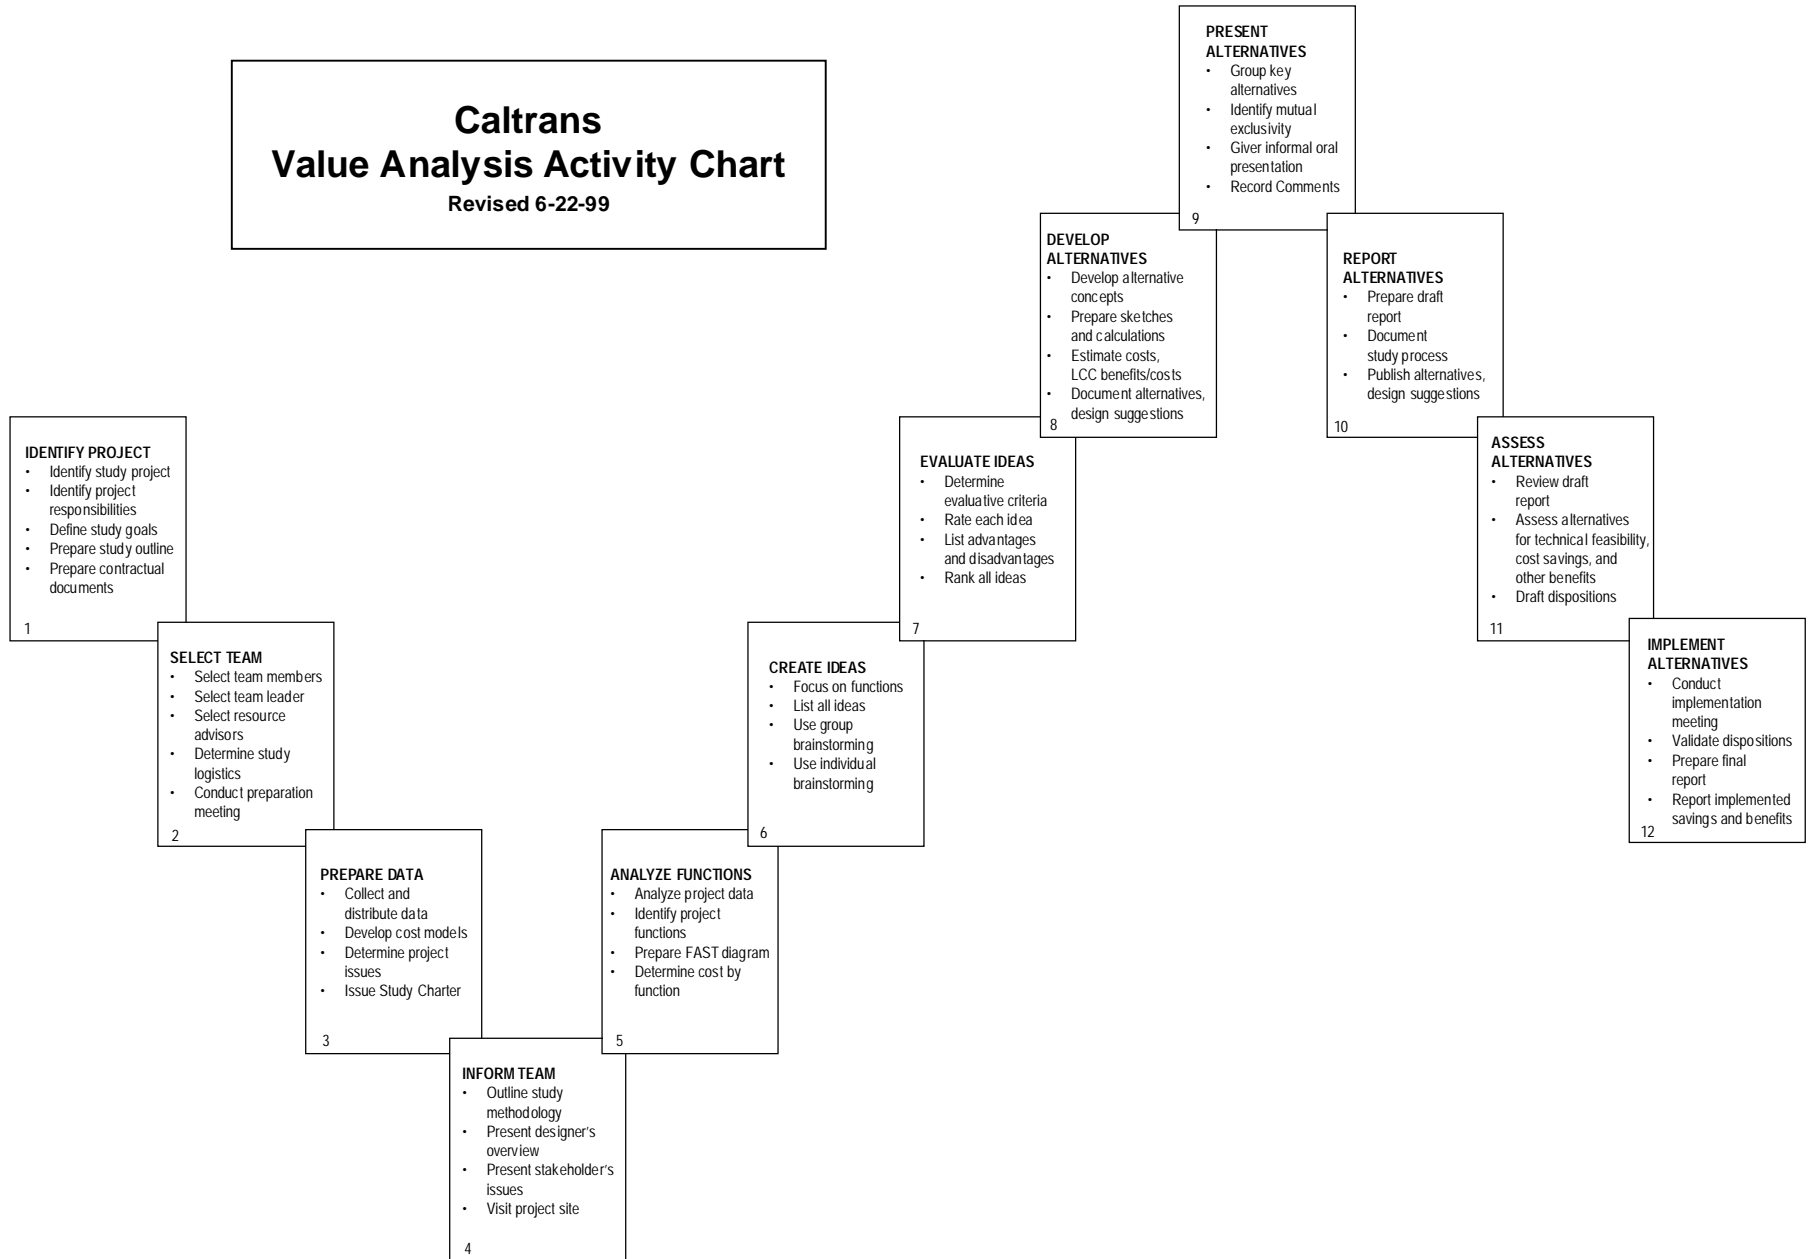 Caltrans
Value Analysis Activity Chart
Revised 6-22-99
IDENTIFY PROJECT
• Identify study project
• Identify project
responsibilities
• Define study goals
• Prepare study outline
• Prepare contractual
documents
1
SELECT TEAM
• Select team members
• Select team leader
• Select resource
advisors
• Determine study
logistics
• Conduct preparation
meeting
2
PREPARE DATA
• Collect and
distribute data
• Develop cost models
• Determine project
issues
• Issue Study Charter
3
INFORM TEAM
• Outline study
methodology
• Present designer's
overview
• Present stakeholder's
issues
• Visit project site
4
ANALYZE FUNCTIONS
• Analyze project data
• Identify project
functions
• Prepare FAST diagram
• Determine cost by
function
5
CREATE IDEAS
• Focus on functions
• List all ideas
• Use group
brainstorming
• Use individual
brainstorming
6
EVALUATE IDEAS
• Determine
evaluative criteria
• Rate each idea
• List advantages
and disadvantages
• Rank all ideas
7
DEVELOP
ALTERNATIVES
• Develop alternative
concepts
• Prepare sketches
and calculations
• Estimate costs,
LCC benefits/costs
• Document alternatives,
design suggestions
8
PRESENT
ALTERNATIVES
• Group key
alternatives
• Identify mutual
exclusivity
• Giver informal oral
presentation
• Record Comments
9
REPORT
ALTERNATIVES
• Prepare draft
report
• Document
study process
• Publish alternatives,
design suggestions
10
ASSESS
ALTERNATIVES
• Review draft
report
• Assess alternatives
for technical feasibility,
cost savings, and
other benefits
• Draft dispositions
11
IMPLEMENT
ALTERNATIVES
• Conduct
implementation
meeting
• Validate dispositions
• Prepare final
report
• Report implemented
savings and benefits
12